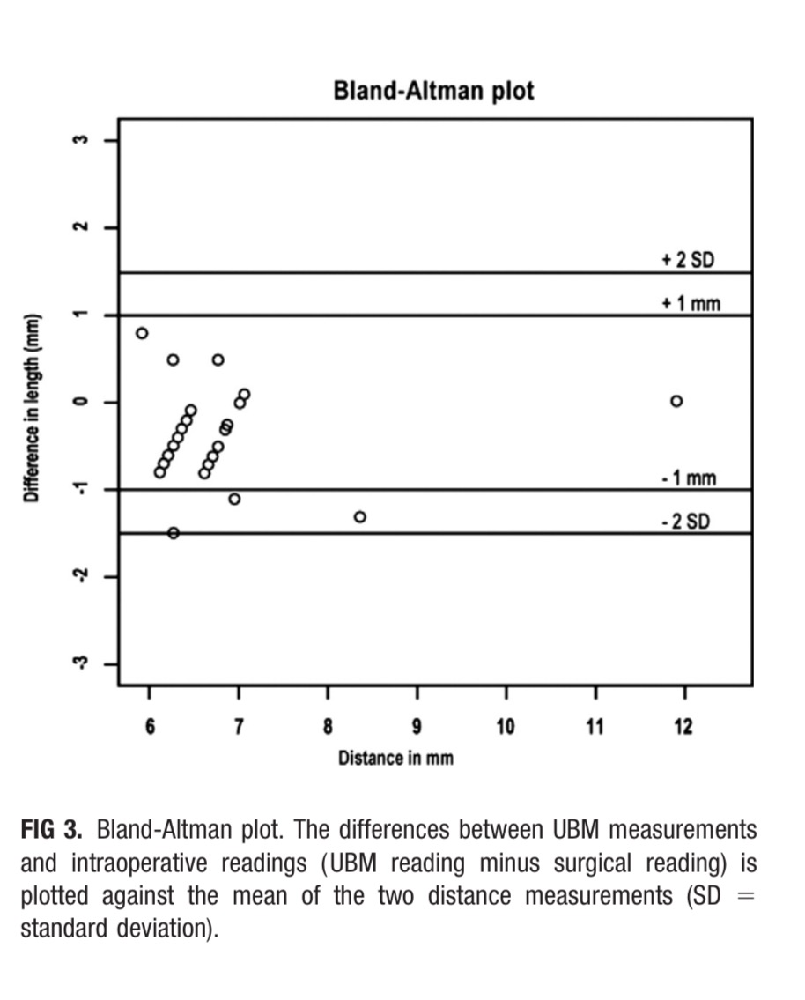 Bland-Altman plot
3
2
1
0
-1
-2
-3
Difference in length (mm)
+ 2 SD
+ 1 mm
- 1 mm
- 2 SD
6 7 8 9 10 11 12
Distance in mm
FIG 3. Bland-Altman plot. The differences between UBM measurements
and intraoperative readings (UBM reading minus surgical reading) is
plotted against the mean of the two distance measurements (SD =
standard deviation).